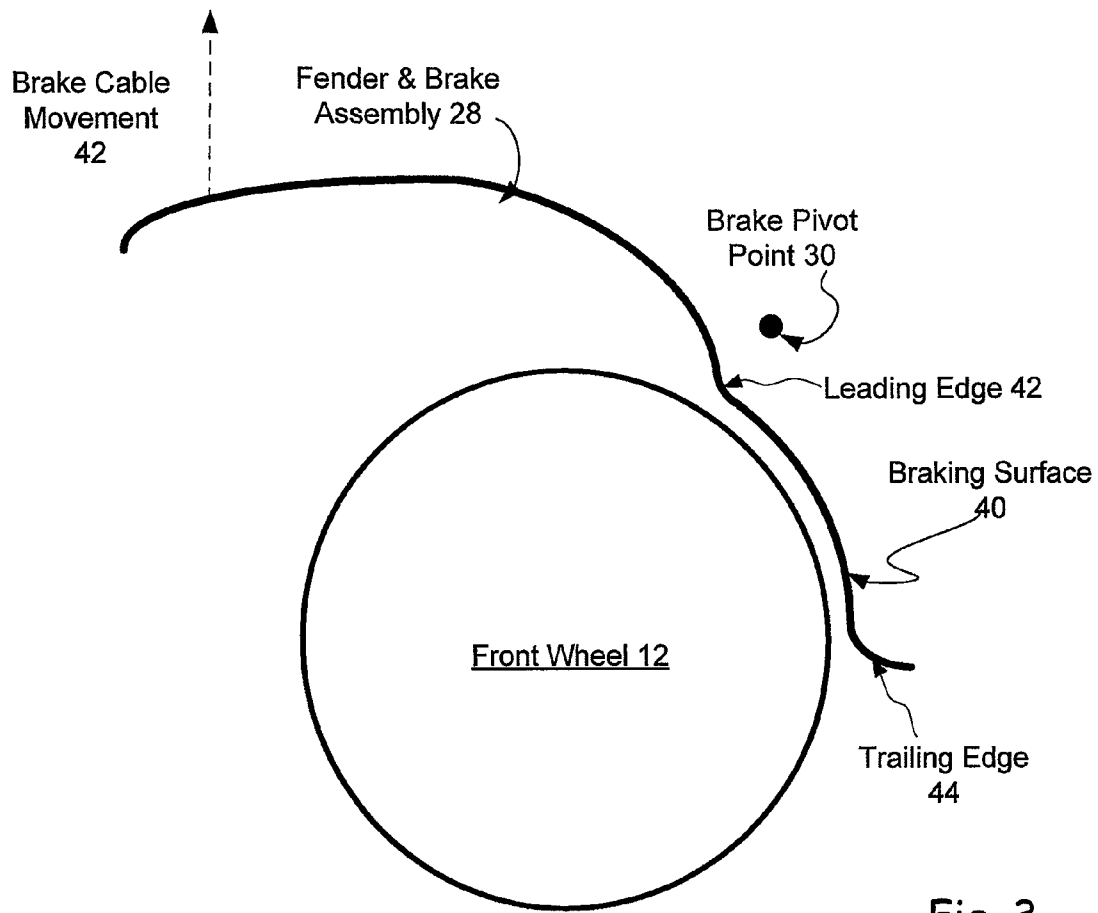 Brake Cable
Movement
42
Fender & Brake
Assembly 28
Brake Pivot
Point 30
Leading Edge 42
Braking Surface
40
Front Wheel 12
Trailing Edge
44